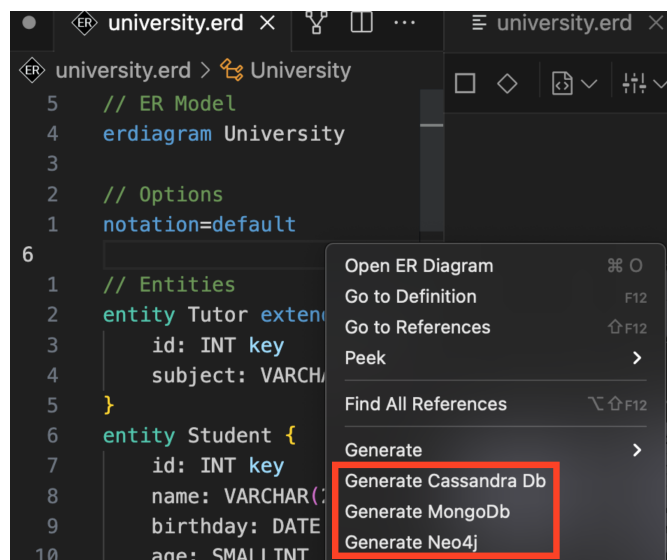 university.erd ×
university.erd ×
ER university.erd > University
5 // ER Model
4 erdiagram University
3
2 // Options
1 notation=default
6
1 // Entities
2 entity Tutor extend
3 id: INT key
4 subject: VARCHA
5 }
6 entity Student {
7 id: INT key
8 name: VARCHAR(
9 birthday: DATE
10 age: SMALLINT
Open ER Diagram ⌘ O
Go to Definition F12
Go to References ⇧F12
Peek >
Find All References ⌥⇧F12
Generate >
Generate Cassandra Db
Generate MongoDb
Generate Neo4j